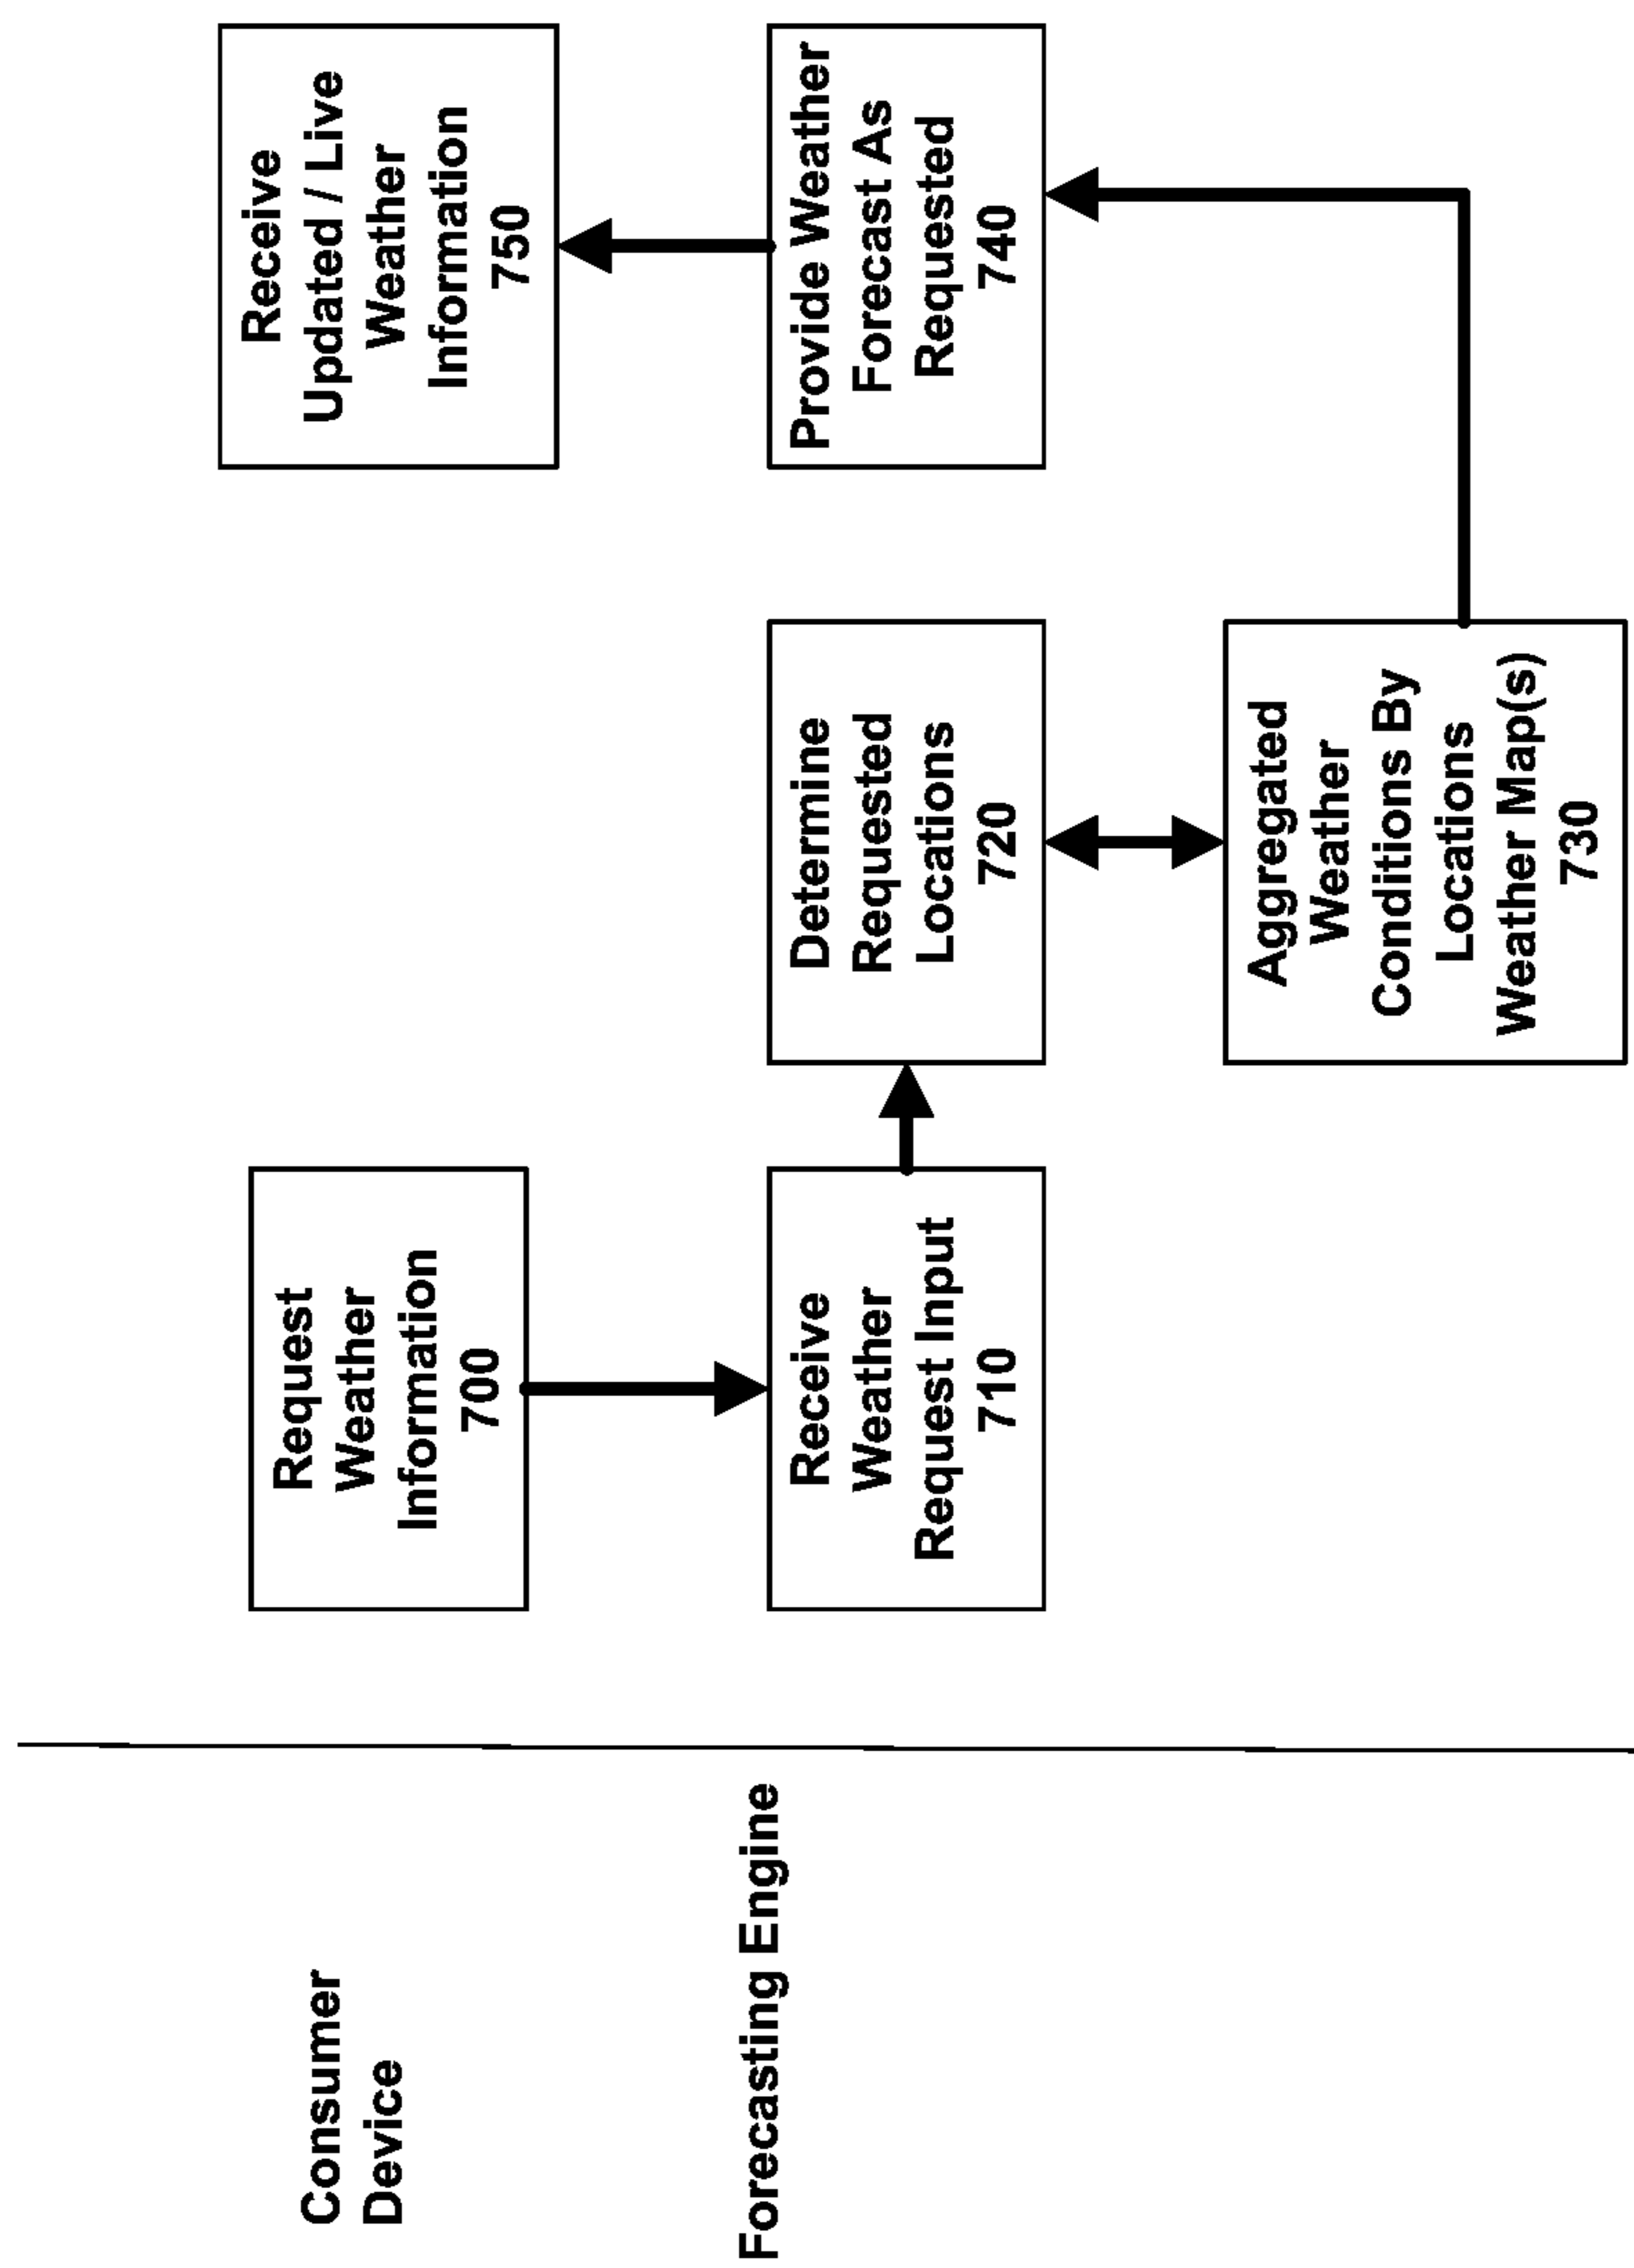 Consumer
Device
Request
Weather
Information
700
Receive
Updated / Live
Weather
Information
750
Forecasting Engine
Receive
Weather
Request Input
710
Determine
Requested
Locations
720
Provide Weather
Forecast As
Requested
740
Aggregated
Weather
Conditions By
Locations
Weather Map(s)
730